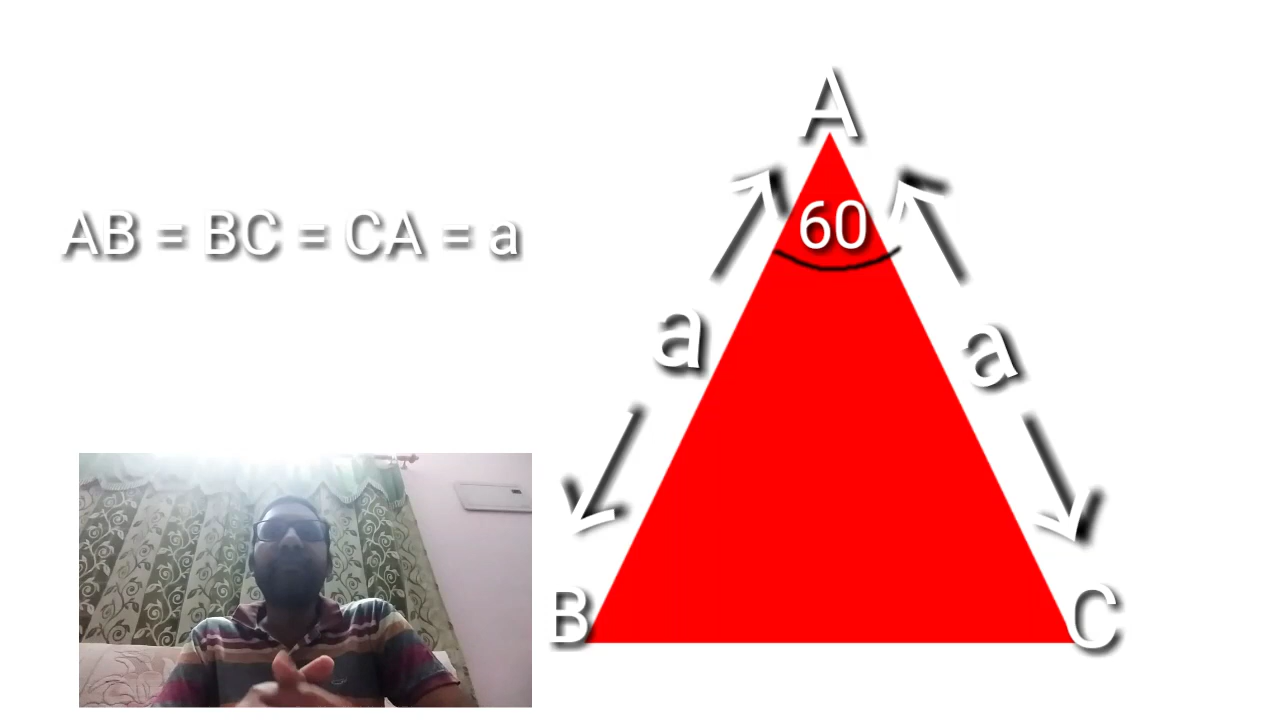 A
60
AB = BC = CA = a
a
a
B
C